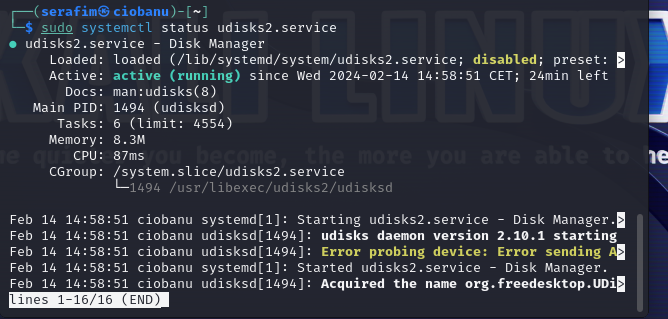 ┌──(serafim㉿ciobanu)-[~]
└─$ sudo systemctl status udisks2.service
● udisks2.service - Disk Manager
Loaded: loaded (/lib/systemd/system/udisks2.service; disabled; preset: >
Active: active (running) since Wed 2024-02-14 14:58:51 CET; 24min left
Docs: man:udisks(8)
Main PID: 1494 (udisksd)
Tasks: 6 (limit: 4554)
Memory: 8.3M
CPU: 87ms
CGroup: /system.slice/udisks2.service
└─1494 /usr/libexec/udisks2/udisksd
Feb 14 14:58:51 ciobanu systemd[1]: Starting udisks2.service - Disk Manager.>
Feb 14 14:58:51 ciobanu udisksd[1494]: udisks daemon version 2.10.1 starting
Feb 14 14:58:51 ciobanu udisksd[1494]: Error probing device: Error sending A>
Feb 14 14:58:51 ciobanu systemd[1]: Started udisks2.service - Disk Manager.
Feb 14 14:58:51 ciobanu udisksd[1494]: Acquired the name org.freedesktop.UDi>
lines 1-16/16 (END)